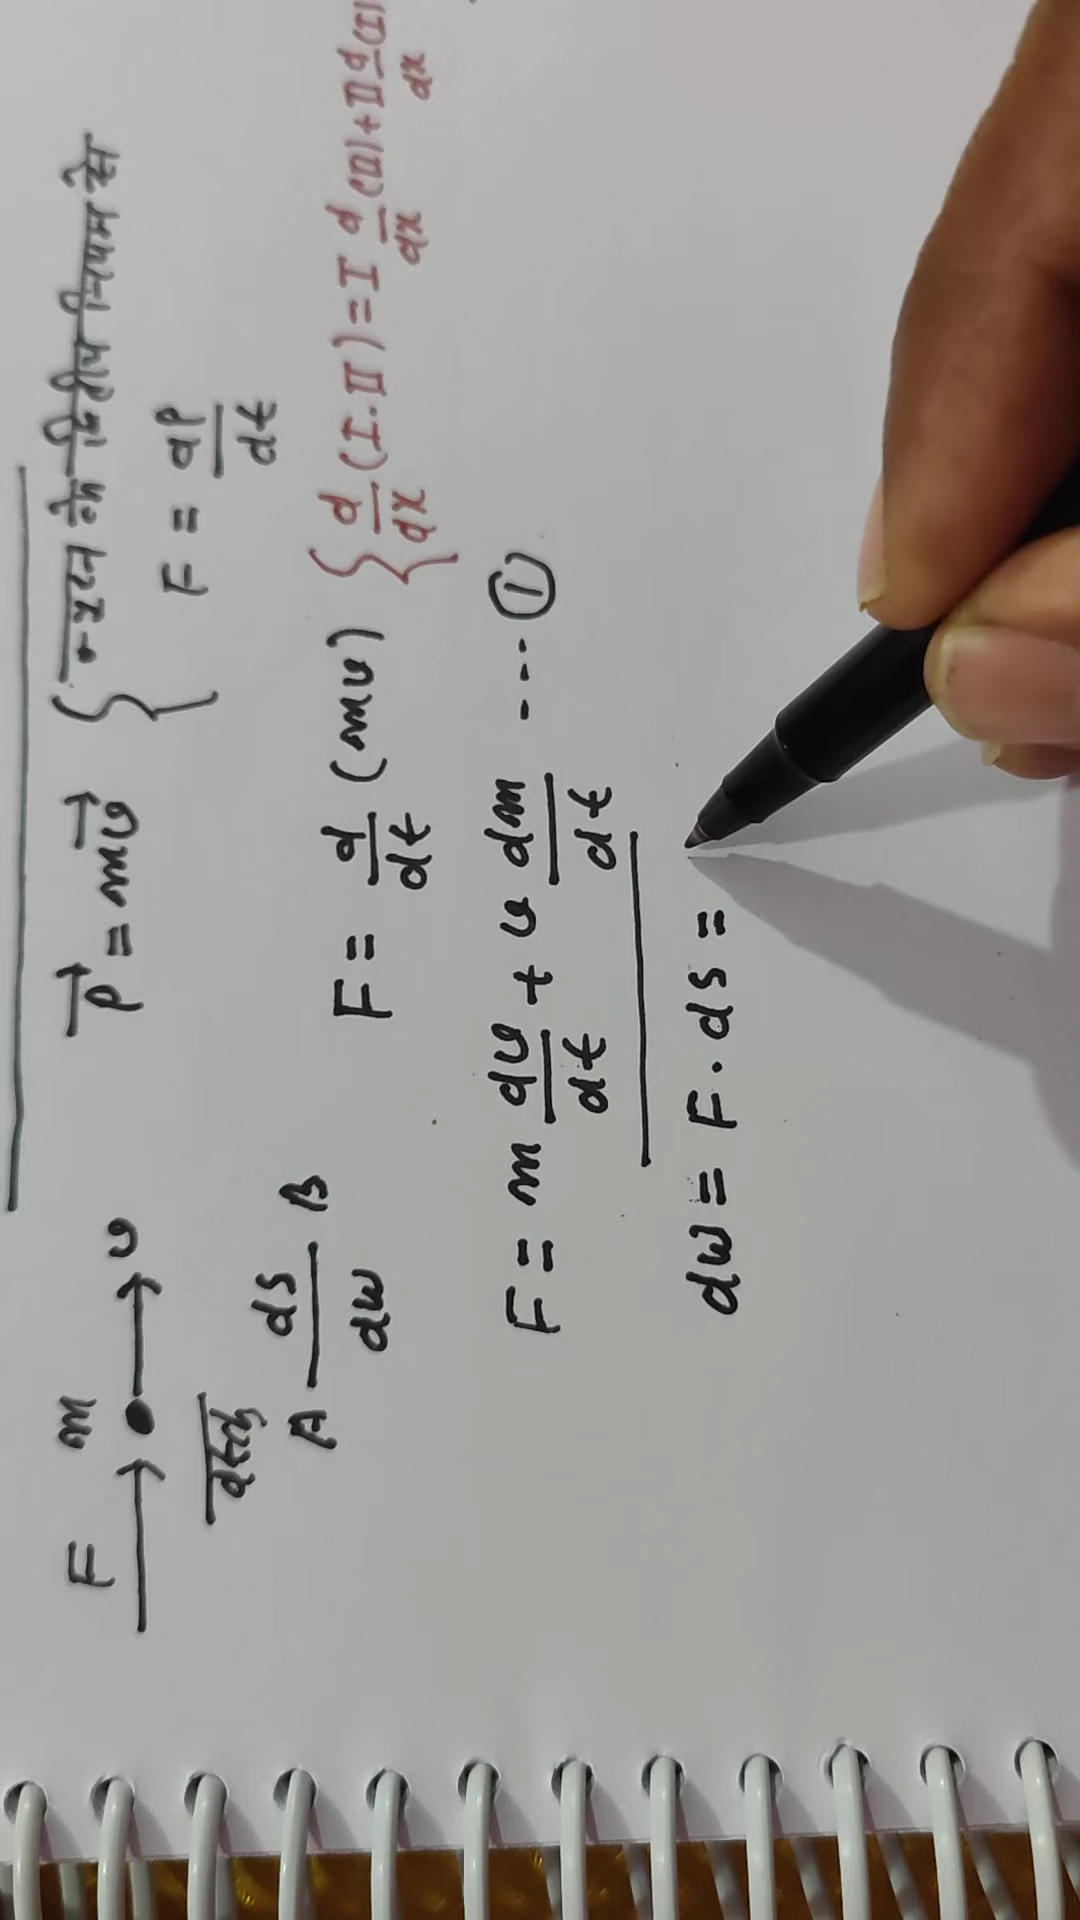 F m
→ • → v
वस्तु
A ds B
dw
p⃗ = mv⃗ { न्यूटन के द्वितीय नियम से
F = dp/dt
F = d/dt (mv) { d/dx (I·II) = I d/dx (II) + II d/dx (I)
F = m dv/dt + v dm/dt --- ①
dw = F · ds =